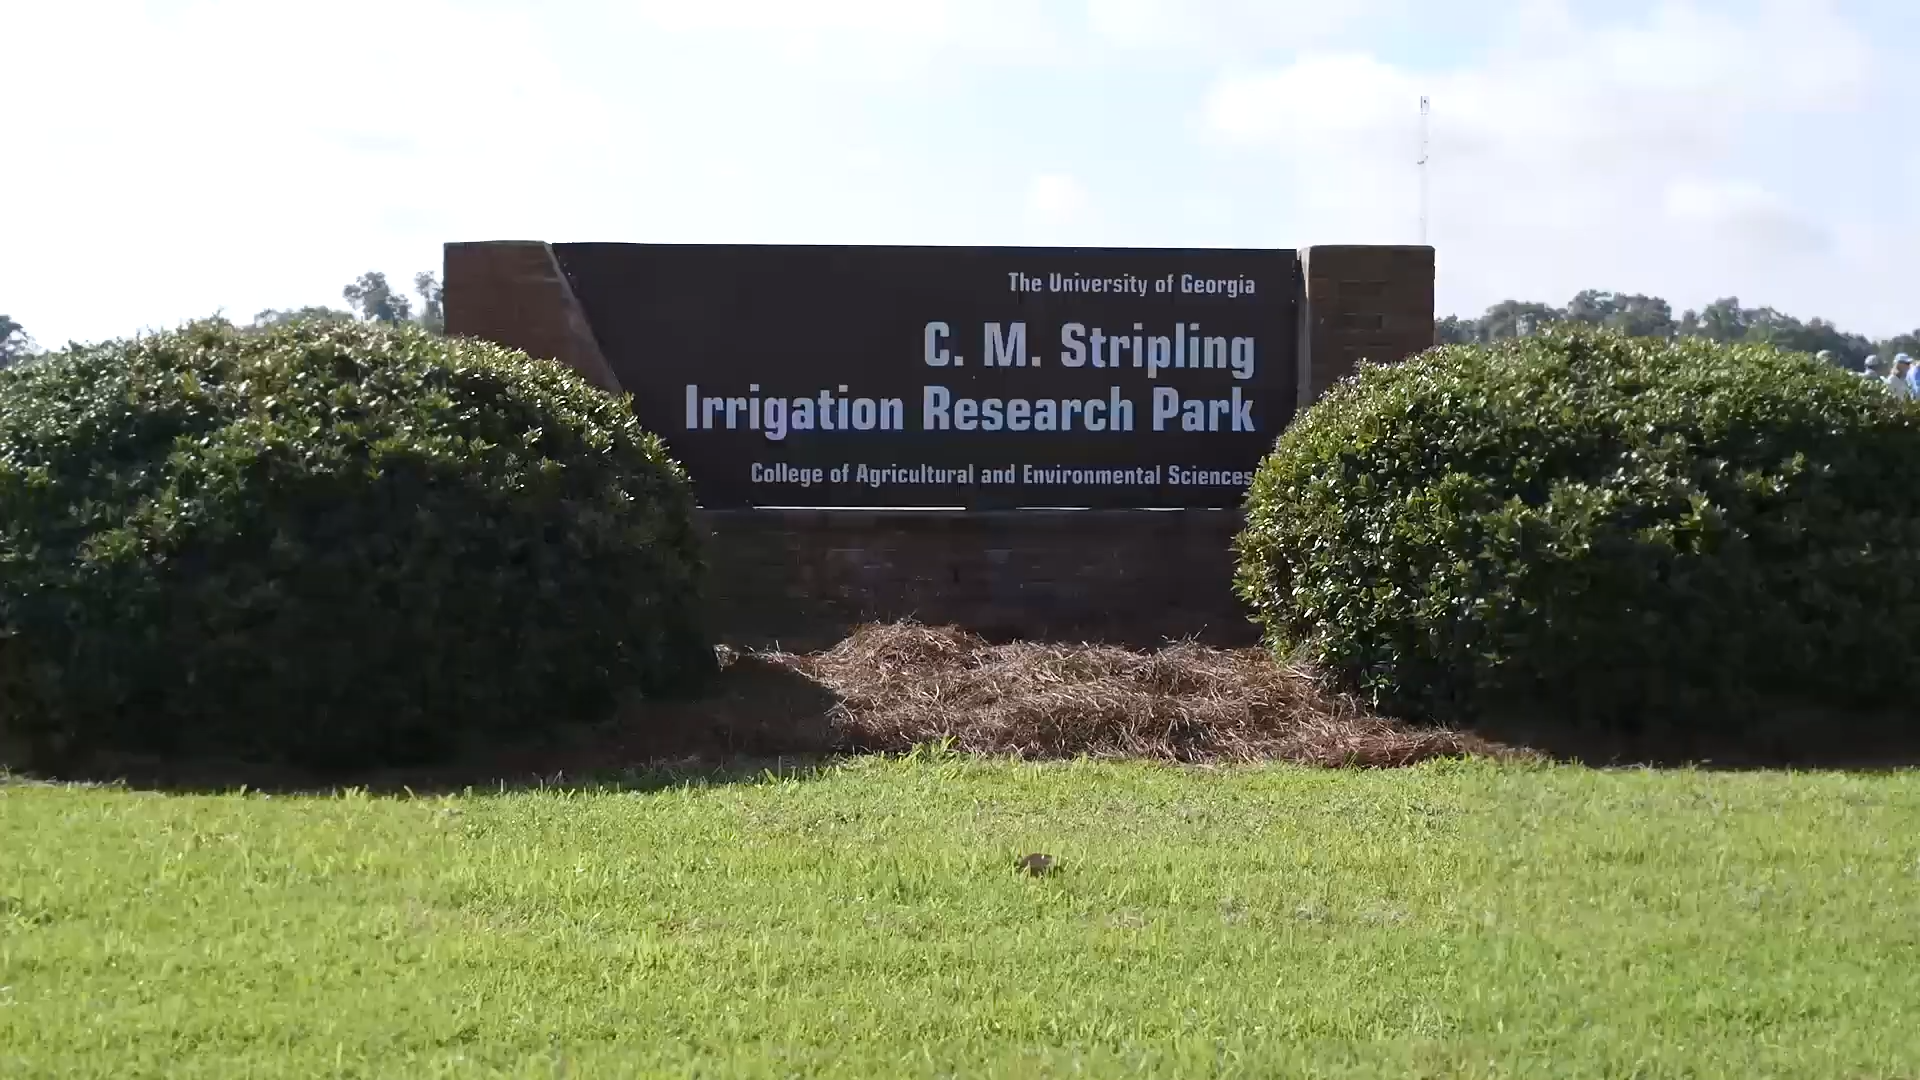 The University of Georgia
C. M. Stripling
Irrigation Research Park
College of Agricultural and Environmental Sciences